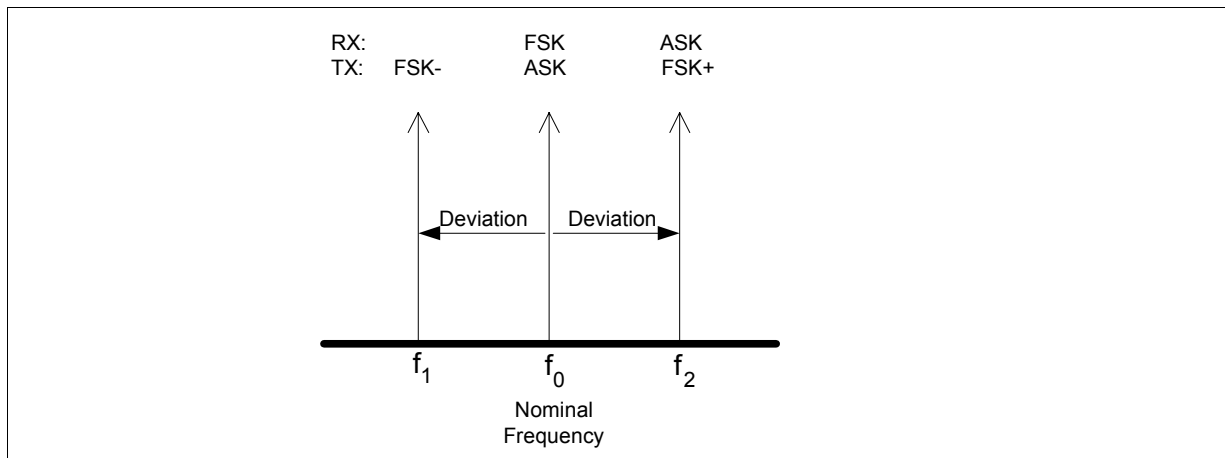 RX: FSK ASK
TX: FSK- ASK FSK+
Deviation Deviation
f1 f0 f2
Nominal
Frequency